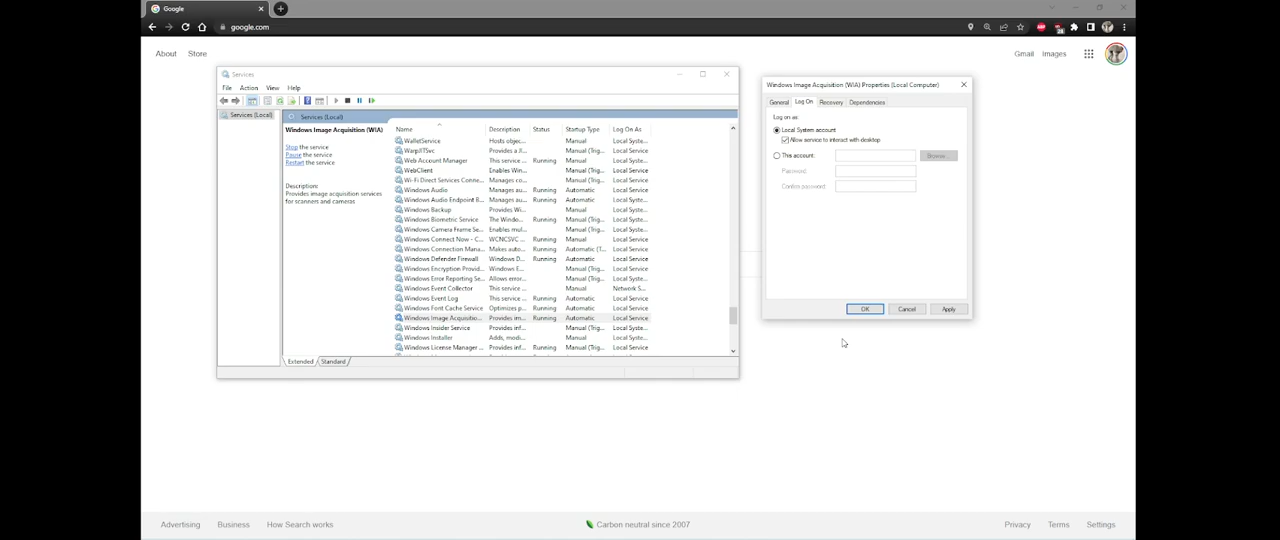 Google
google.com
About Store
Gmail Images
Services
File Action View Help
Services (Local)
Services (Local)
Windows Image Acquisition (WIA)
Stop the service
Pause the service
Restart the service
Description:
Provides image acquisition services
for scanners and cameras
Name Description Status Startup Type Log On As
WalletService Hosts objec... Manual Local Syste...
WarpJITSvc Provides a JI... Manual (Trig... Local Service
Web Account Manager This service ... Running Manual Local Syste...
WebClient Enables Win... Manual (Trig... Local Service
Wi-Fi Direct Services Conne... Manages co... Manual (Trig... Local Service
Windows Audio Manages au... Running Automatic Local Service
Windows Audio Endpoint B... Manages au... Running Automatic Local Syste...
Windows Backup Provides Wi... Manual Local Syste...
Windows Biometric Service The Windo... Running Manual (Trig... Local Syste...
Windows Camera Frame Se... Enables mul... Manual (Trig... Local Service
Windows Connect Now - C... WCNCSVC ... Running Manual Local Service
Windows Connection Mana... Makes auto... Running Automatic (T... Local Service
Windows Defender Firewall Windows D... Running Automatic Local Service
Windows Encryption Provid... Windows E... Manual (Trig... Local Service
Windows Error Reporting Se... Allows error... Manual (Trig... Local Syste...
Windows Event Collector This service ... Manual Network S...
Windows Event Log This service ... Running Automatic Local Service
Windows Font Cache Service Optimizes p... Running Automatic Local Service
Windows Image Acquisitio... Provides im... Running Automatic Local Service
Windows Insider Service Provides inf... Manual (Trig... Local Syste...
Windows Installer Adds, modi... Manual Local Syste...
Windows License Manager ... Provides inf... Running Manual (Trig... Local Service
Extended Standard
Windows Image Acquisition (WIA) Properties (Local Computer)
General Log On Recovery Dependencies
Log on as:
Local System account
Allow service to interact with desktop
This account: Browse...
Password:
Confirm password:
OK Cancel Apply
Advertising Business How Search works Carbon neutral since 2007 Privacy Terms Settings